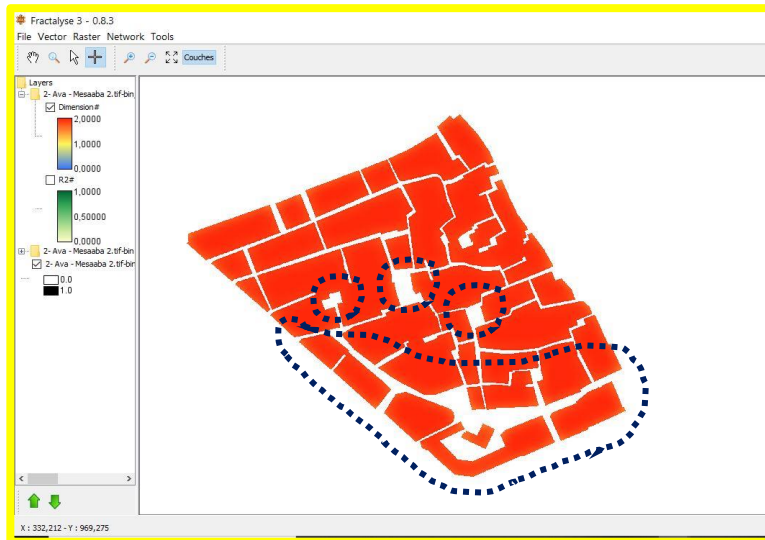 Fractalyse 3 - 0.8.3
File Vector Raster Network Tools
Couches
Layers
2- Ava - Mesaaba 2.tif-bin
Dimension#
2,0000
1,0000
0,0000
R2#
1,0000
0,50000
0,0000
2- Ava - Mesaaba 2.tif-bin
2- Ava - Mesaaba 2.tif-bin
0.0
1.0
X : 332,212 - Y : 969,275